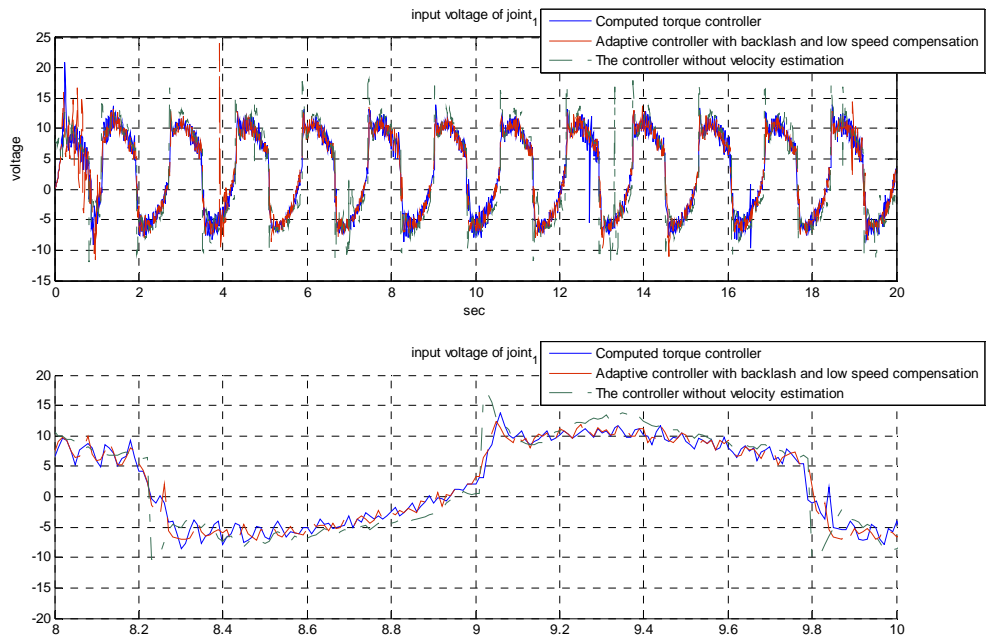 input voltage of joint1
Computed torque controller
Adaptive controller with backlash and low speed compensation
The controller without velocity estimation
25
20
15
10
5
0
-5
-10
-15
voltage
0 2 4 6 8 10 12 14 16 18 20
sec
input voltage of joint1
Computed torque controller
Adaptive controller with backlash and low speed compensation
The controller without velocity estimation
20
15
10
5
0
-5
-10
-15
-20
8 8.2 8.4 8.6 8.8 9 9.2 9.4 9.6 9.8 10